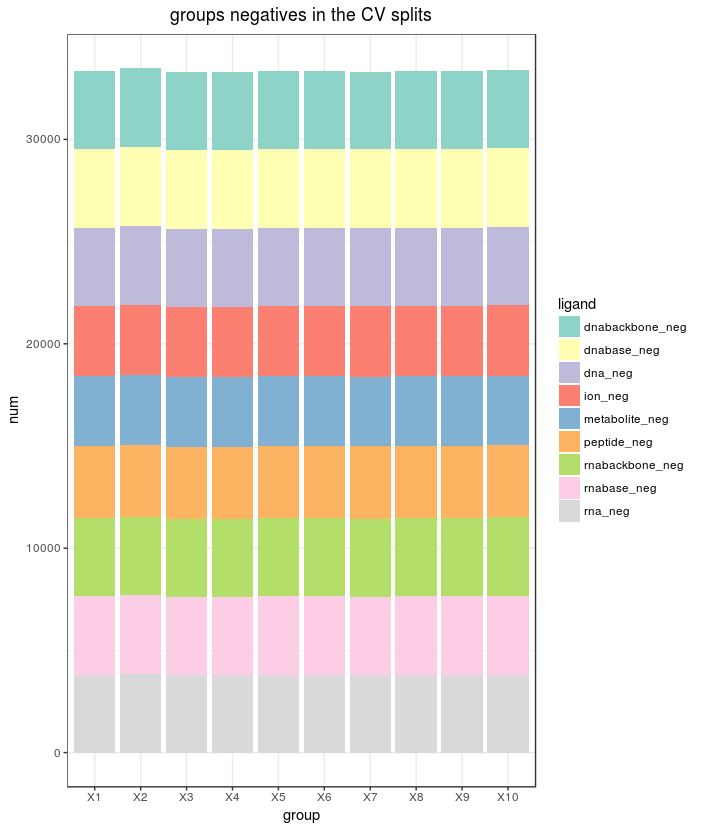 groups negatives in the CV splits
num
30000
20000
10000
0
X1 X2 X3 X4 X5 X6 X7 X8 X9 X10
group
ligand
dnabackbone_neg
dnabase_neg
dna_neg
ion_neg
metabolite_neg
peptide_neg
rnabackbone_neg
rnabase_neg
rna_neg